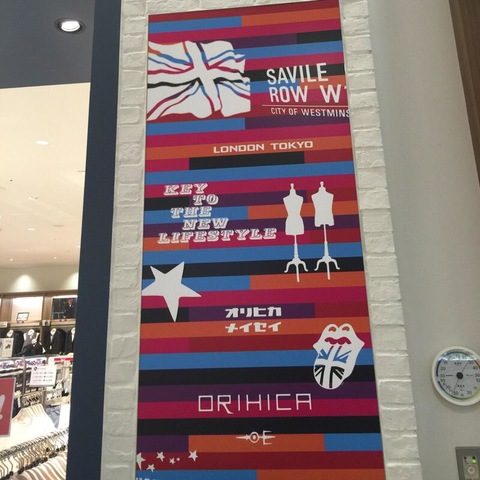 SAVILE
ROW W1
CITY OF WESTMINS
LONDON TOKYO
KEY
TO
THE
NEW
LIFESTYLE
オリヒカ
メイセイ
ORIHICA